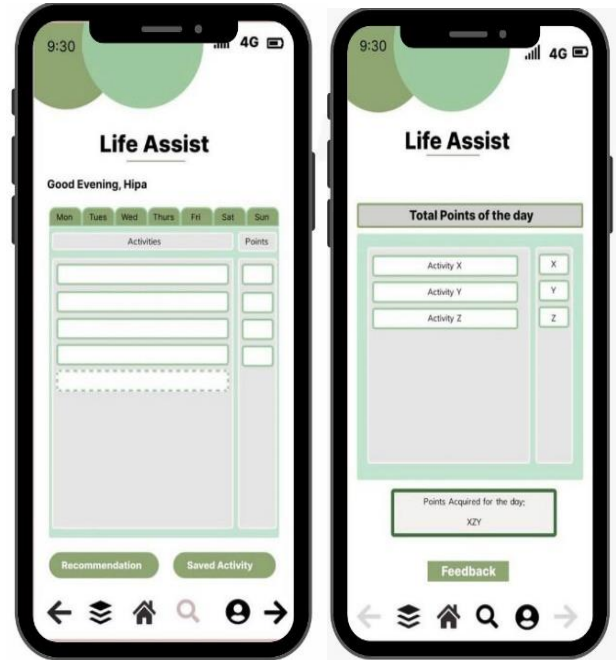 9:30 4G
Life Assist
Good Evening, Hipa
Mon Tues Wed Thurs Fri Sat Sun
Activities Points
Recommendation Saved Activity
9:30 4G
Life Assist
Total Points of the day
Activity X X
Activity Y Y
Activity Z Z
Points Acquired for the day;
XZY
Feedback